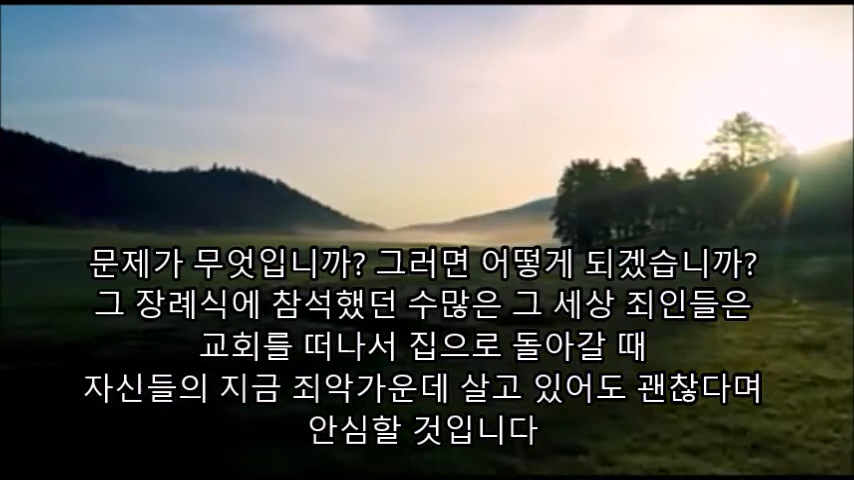 문제가 무엇입니까? 그러면 어떻게 되겠습니까?
그 장례식에 참석했던 수많은 그 세상 죄인들은
교회를 떠나서 집으로 돌아갈 때
자신들의 지금 죄악가운데 살고 있어도 괜찮다며
안심할 것입니다